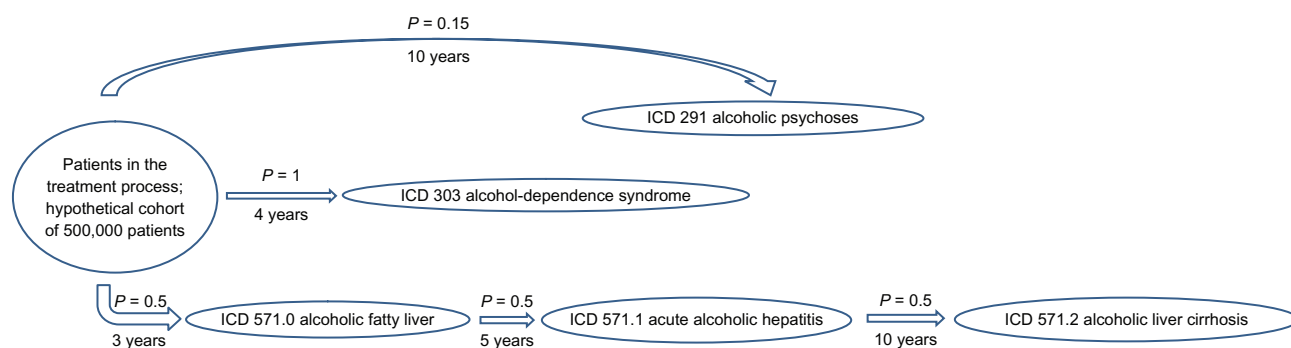 P = 0.15
10 years
ICD 291 alcoholic psychoses
Patients in the
treatment process;
hypothetical cohort
of 500,000 patients
P = 1
4 years
ICD 303 alcohol-dependence syndrome
P = 0.5
3 years
ICD 571.0 alcoholic fatty liver
P = 0.5
5 years
ICD 571.1 acute alcoholic hepatitis
P = 0.5
10 years
ICD 571.2 alcoholic liver cirrhosis